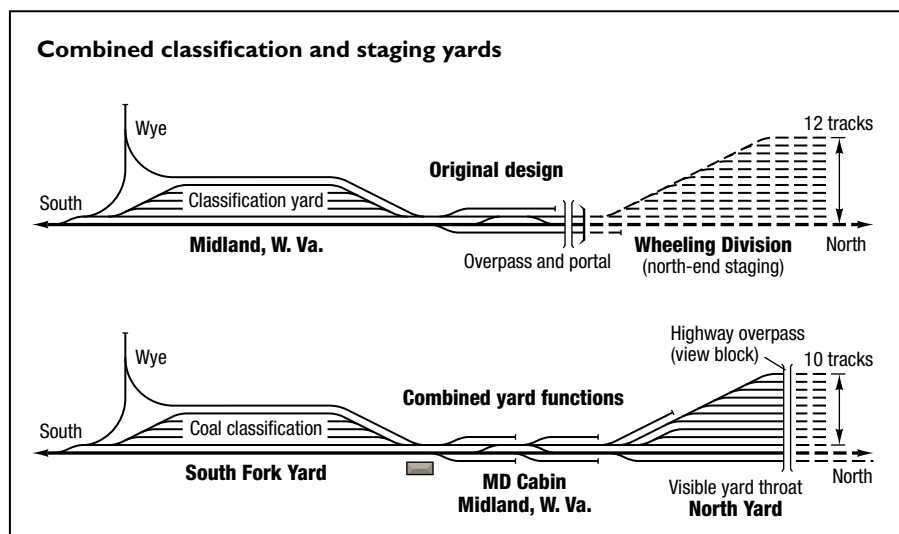 Combined classification and staging yards
Wye
12 tracks
Original design
South
Classification yard
Midland, W. Va.
Overpass and portal
Wheeling Division
(north-end staging)
North
Highway overpass
(view block)
10 tracks
Wye
Combined yard functions
South
Coal classification
South Fork Yard
MD Cabin
Midland, W. Va.
Visible yard throat
North Yard
North